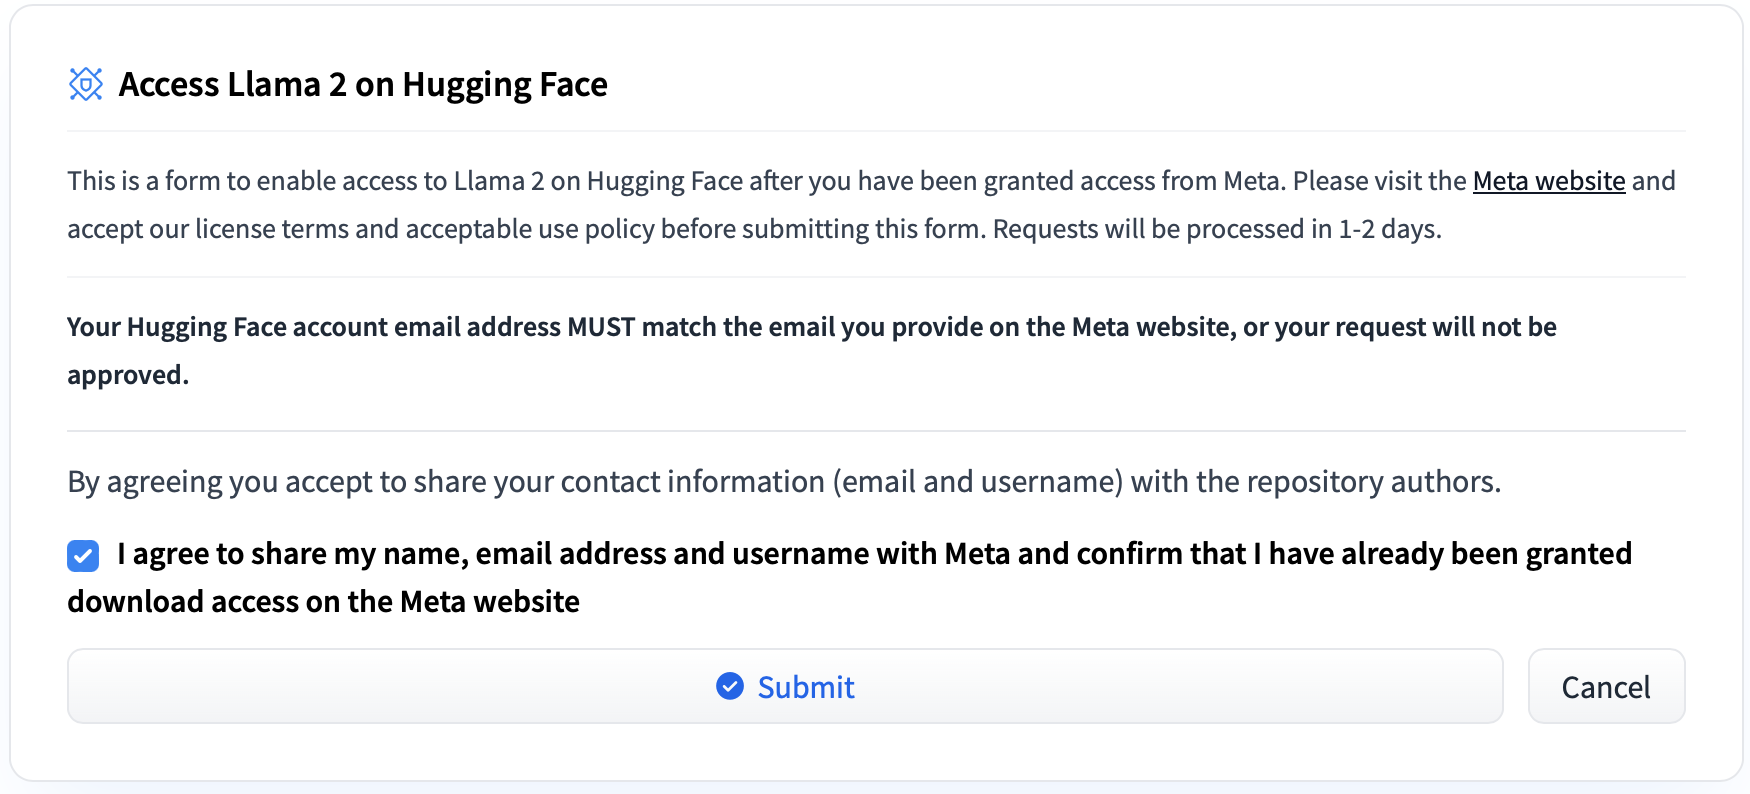 Access Llama 2 on Hugging Face
This is a form to enable access to Llama 2 on Hugging Face after you have been granted access from Meta. Please visit the Meta website and
accept our license terms and acceptable use policy before submitting this form. Requests will be processed in 1-2 days.
Your Hugging Face account email address MUST match the email you provide on the Meta website, or your request will not be
approved.
By agreeing you accept to share your contact information (email and username) with the repository authors.
I agree to share my name, email address and username with Meta and confirm that I have already been granted
download access on the Meta website
Submit
Cancel